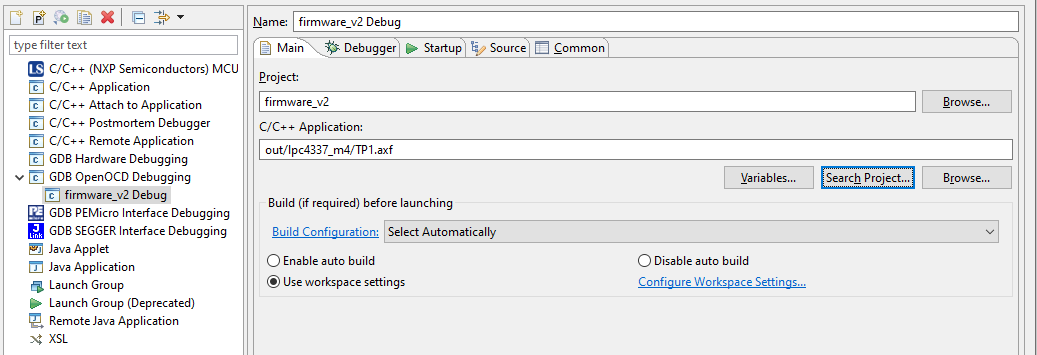 type filter text
LS C/C++ (NXP Semiconductors) MCU
C/C++ Application
C/C++ Attach to Application
C/C++ Postmortem Debugger
C/C++ Remote Application
GDB Hardware Debugging
GDB OpenOCD Debugging
firmware_v2 Debug
GDB PEMicro Interface Debugging
GDB SEGGER Interface Debugging
Java Applet
Java Application
Launch Group
Launch Group (Deprecated)
Remote Java Application
XSL
Name: firmware_v2 Debug
Main Debugger Startup Source Common
Project:
firmware_v2 Browse...
C/C++ Application:
out/lpc4337_m4/TP1.axf
Variables... Search Project... Browse...
Build (if required) before launching
Build Configuration: Select Automatically
Enable auto build Disable auto build
Use workspace settings Configure Workspace Settings...